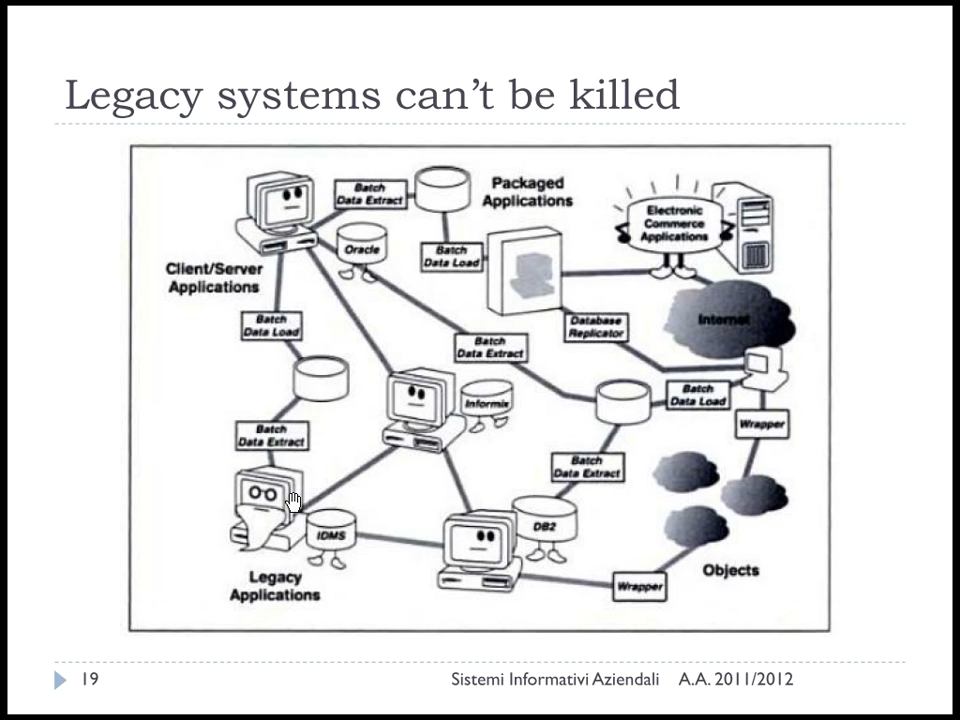 Legacy systems can't be killed
Batch
Data Extract
Packaged
Applications
Electronic
Commerce
Applications
Oracle
Batch
Data Load
Client/Server
Applications
Internet
Batch
Data Load
Database
Replicator
Batch
Data Extract
Batch
Data Load
Informix
Wrapper
Batch
Data Extract
Batch
Data Extract
IDMS
DB2
Legacy
Applications
Wrapper
Objects
19
Sistemi Informativi Aziendali A.A. 2011/2012